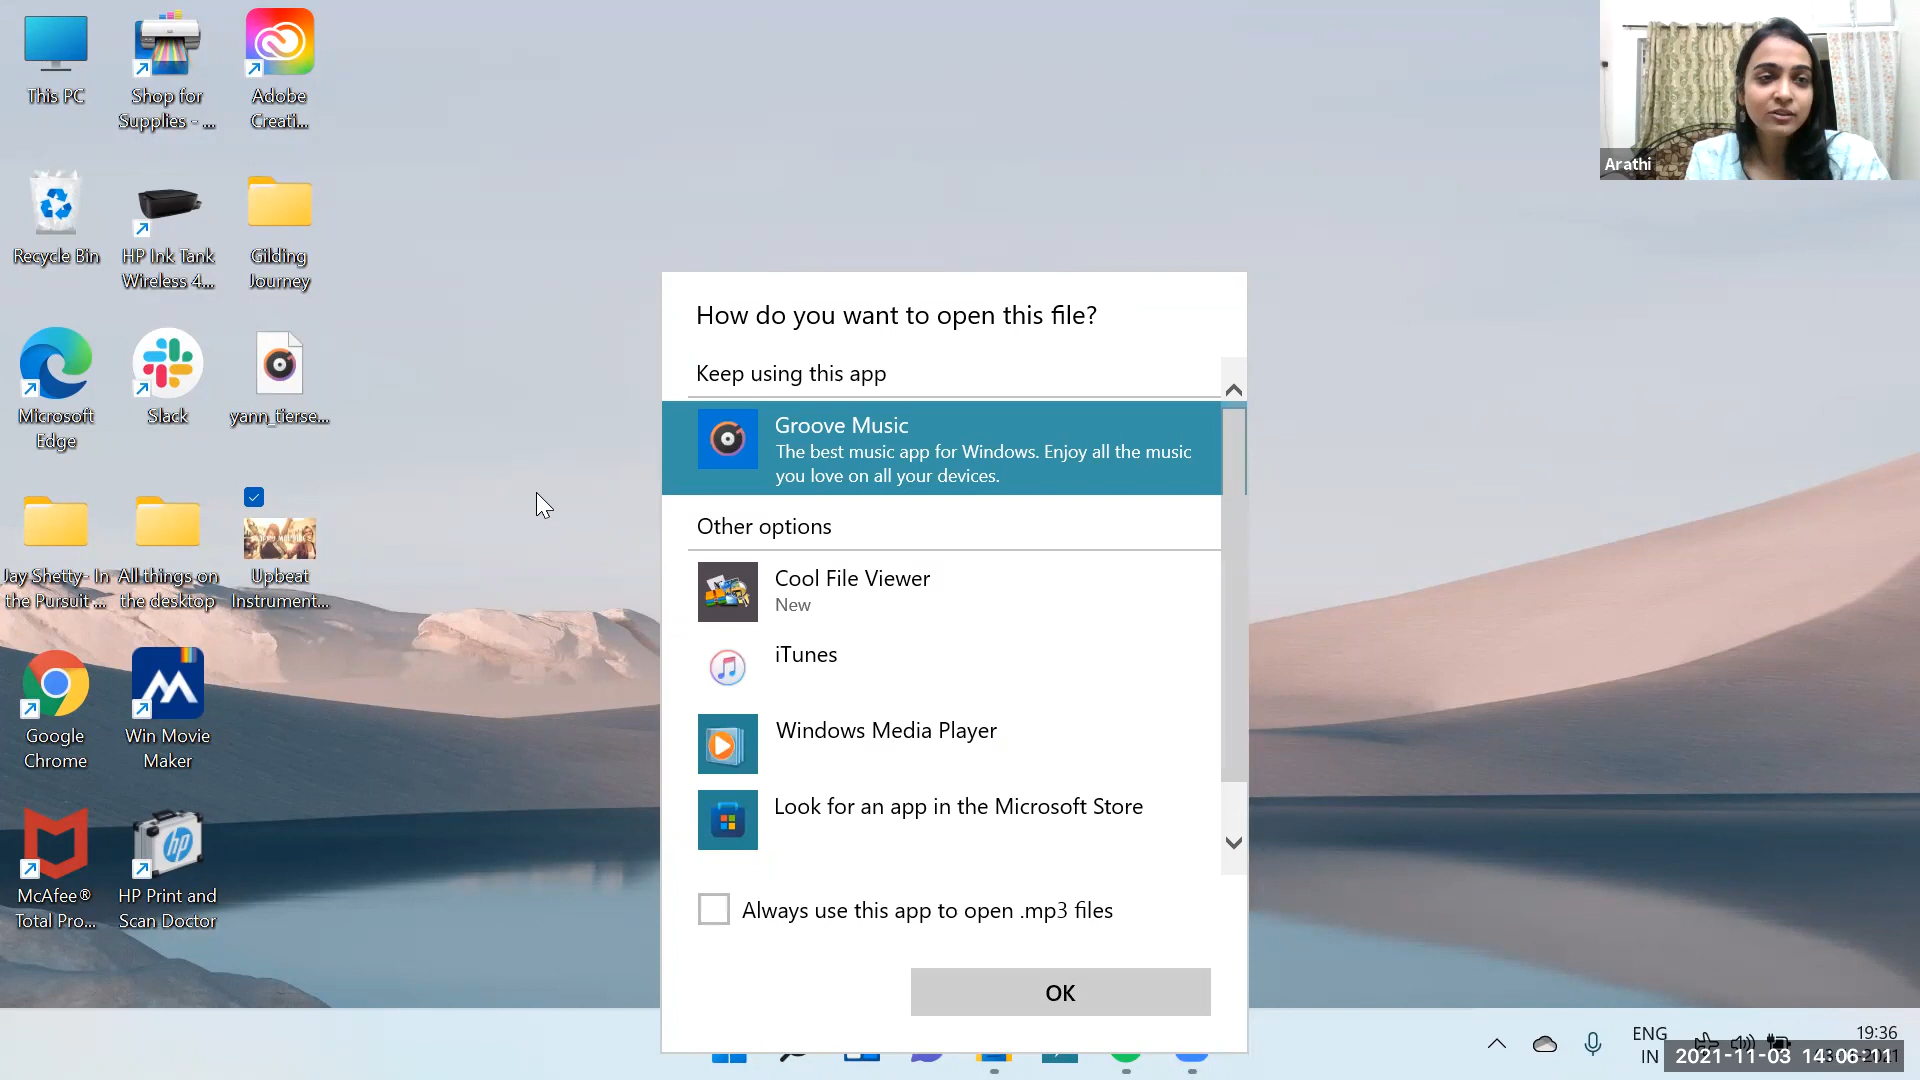 This PC
Shop for
Supplies - ...
Adobe
Creati...
Arathi
Recycle Bin
HP Ink Tank
Wireless 4...
Gilding
Journey
Microsoft
Edge
Slack
yann_tierse...
Jay Shetty- In
the Pursuit ...
All things on
the desktop
Upbeat
Instrument...
Google
Chrome
Win Movie
Maker
McAfee®
Total Pro...
HP Print and
Scan Doctor
How do you want to open this file?
Keep using this app
Groove Music
The best music app for Windows. Enjoy all the music
you love on all your devices.
Other options
Cool File Viewer
New
iTunes
Windows Media Player
Look for an app in the Microsoft Store
Always use this app to open .mp3 files
OK
ENG
IN
19:36
2021-11-03 14:06:11